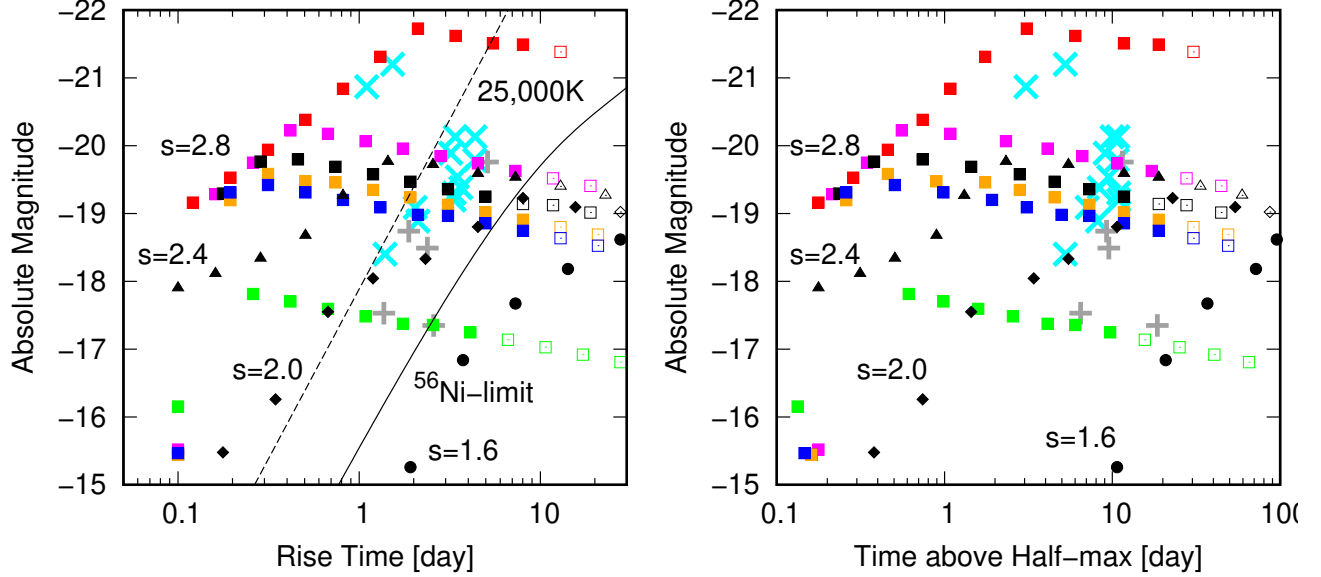 −22
−21
−20
−19
−18
−17
−16
−15
0.1
1
10
Absolute Magnitude
Rise Time [day]
25,000K
s=2.8
s=2.4
s=2.0
s=1.6
56Ni−limit
−22
−21
−20
−19
−18
−17
−16
−15
0.1
1
10
100
Absolute Magnitude
Time above Half−max [day]
s=2.8
s=2.4
s=2.0
s=1.6